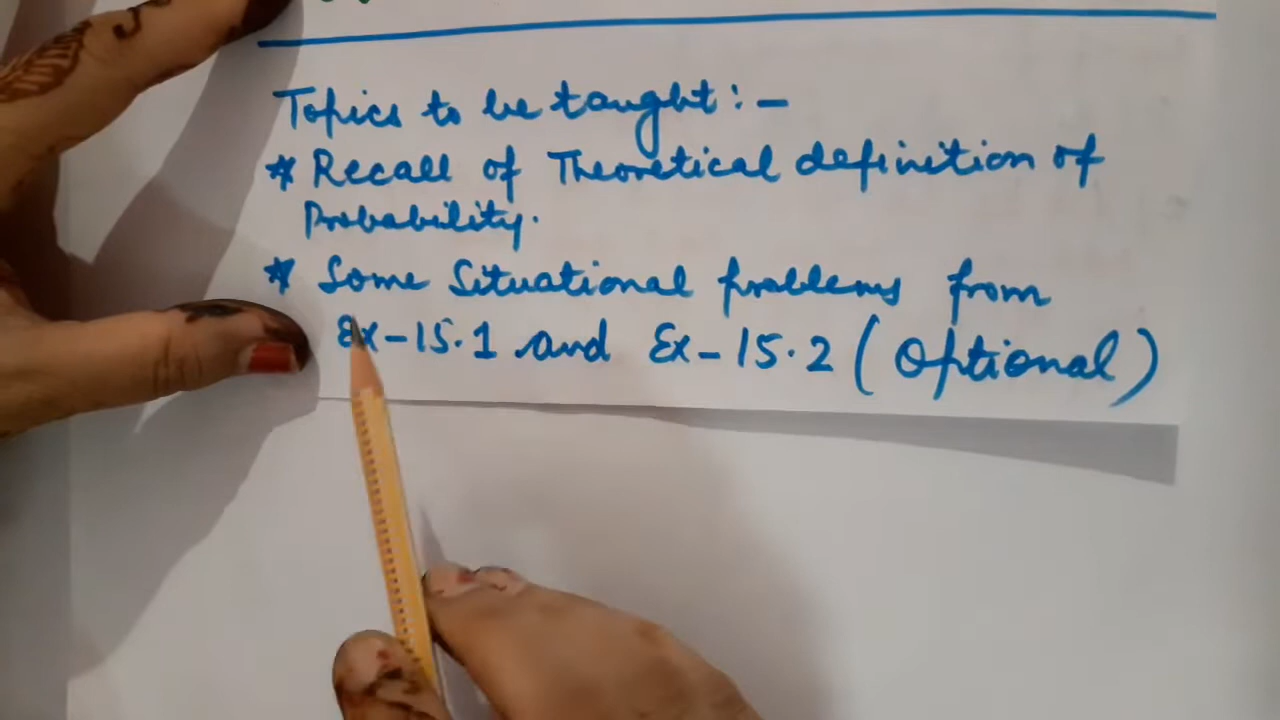 Topics to be taught:-
* Recall of Theoretical definition of
Probability.
* Some Situational problems from
Ex-15.1 and Ex-15.2 (Optional)